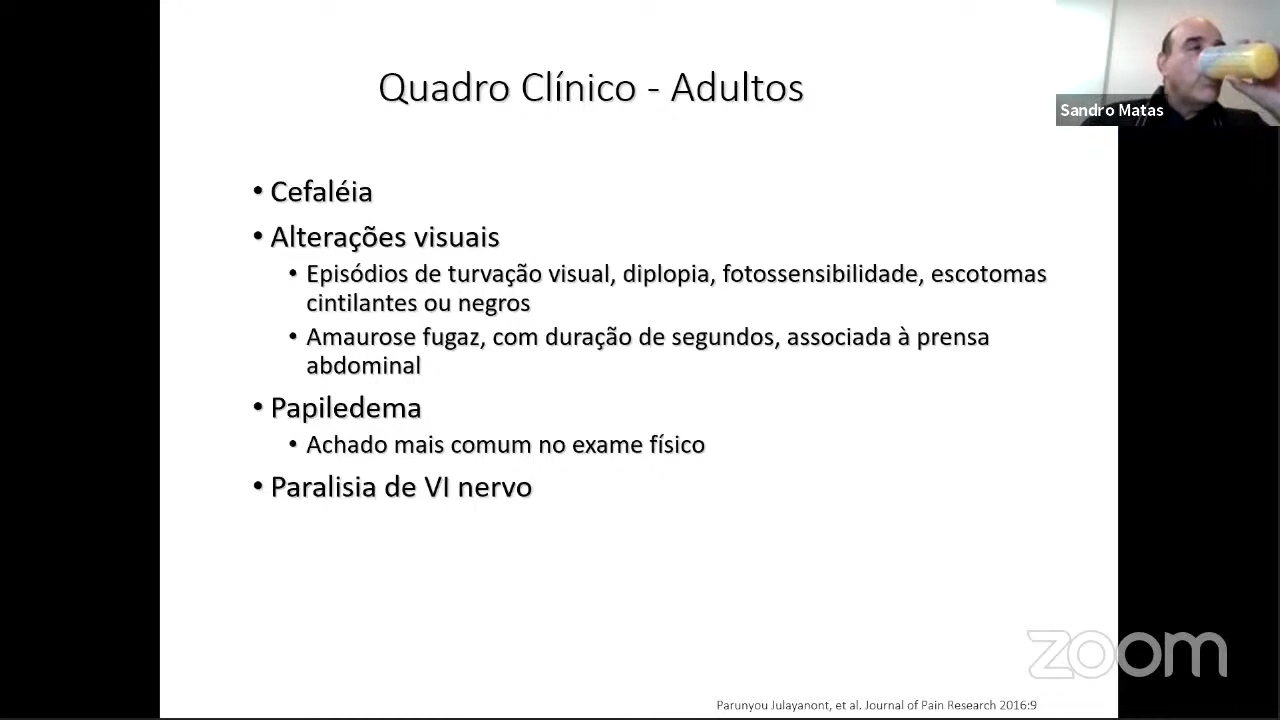 Quadro Clínico - Adultos
Sandro Matas
• Cefaléia
• Alterações visuais
• Episódios de turvação visual, diplopia, fotossensibilidade, escotomas
cintilantes ou negros
• Amaurose fugaz, com duração de segundos, associada à prensa
abdominal
• Papiledema
• Achado mais comum no exame físico
• Paralisia de VI nervo
zoom
Parunyou Julayanont, et al. Journal of Pain Research 2016:9